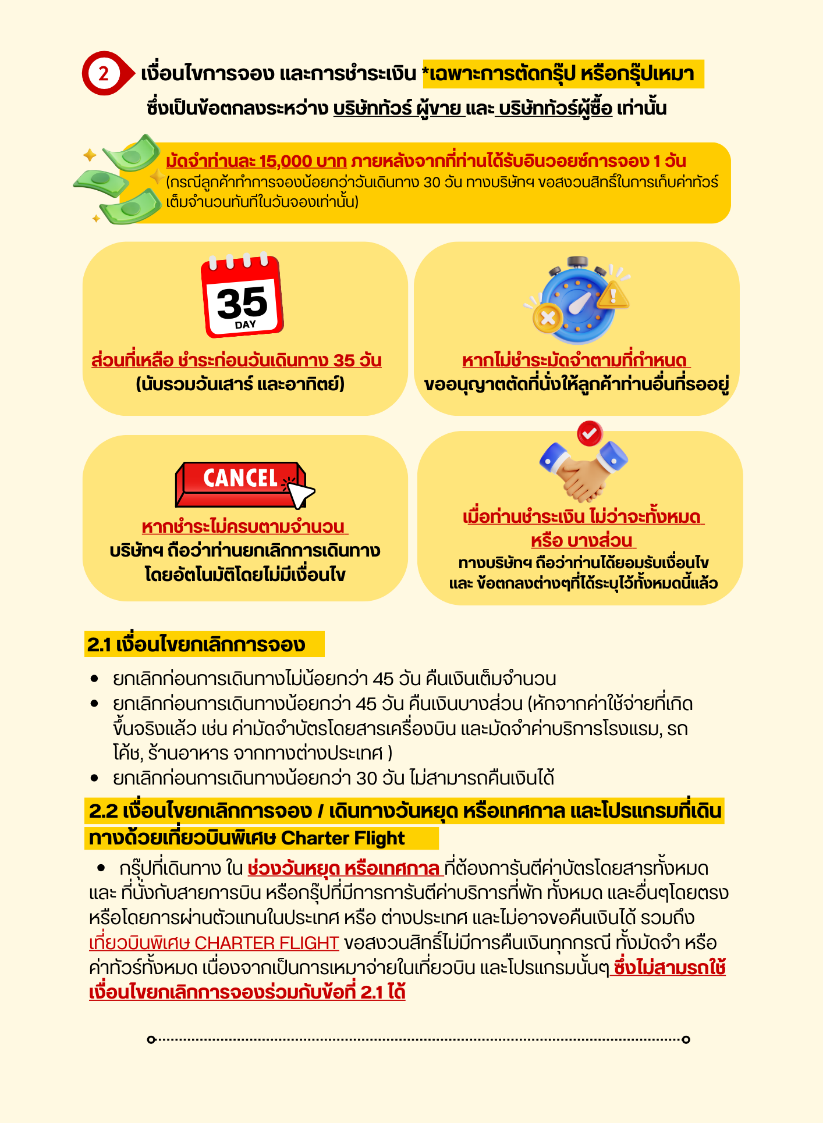 2 เงื่อนไขการจอง และการชำระเงิน *เฉพาะการตัดกรุ๊ป หรือกรุ๊ปเหมา
ซึ่งเป็นข้อตกลงระหว่าง บริษัททัวร์ ผู้ขาย และ บริษัททัวร์ผู้ซื้อ เท่านั้น
มัดจำท่านละ 15,000 บาท ภายหลังจากที่ท่านได้รับอินวอยซ์การจอง 1 วัน
(กรณีลูกค้าทำการจองน้อยกว่าวันเดินทาง 30 วัน ทางบริษัทฯ ขอสงวนสิทธิ์ในการเก็บค่าทัวร์
เต็มจำนวนทันทีในวันจองเท่านั้น)
35
DAY
ส่วนที่เหลือ ชำระก่อนวันเดินทาง 35 วัน
(นับรวมวันเสาร์ และอาทิตย์)
หากไม่ชำระมัดจำตามที่กำหนด
ขออนุญาตตัดที่นั่งให้ลูกค้าท่านอื่นที่รออยู่
CANCEL
หากชำระไม่ครบตามจำนวน
บริษัทฯ ถือว่าท่านยกเลิกการเดินทาง
โดยอัตโนมัติโดยไม่มีเงื่อนไข
เมื่อท่านชำระเงิน ไม่ว่าจะทั้งหมด
หรือ บางส่วน
ทางบริษัทฯ ถือว่าท่านได้ยอมรับเงื่อนไข
และ ข้อตกลงต่างๆที่ได้ระบุไว้ทั้งหมดนี้แล้ว
2.1 เงื่อนไขยกเลิกการจอง
• ยกเลิกก่อนการเดินทางไม่น้อยกว่า 45 วัน คืนเงินเต็มจำนวน
• ยกเลิกก่อนการเดินทางน้อยกว่า 45 วัน คืนเงินบางส่วน (หักจากค่าใช้จ่ายที่เกิด
ขึ้นจริงแล้ว เช่น ค่ามัดจำบัตรโดยสารเครื่องบิน และมัดจำค่าบริการโรงแรม, รถ
โค้ช, ร้านอาหาร จากทางต่างประเทศ )
• ยกเลิกก่อนการเดินทางน้อยกว่า 30 วัน ไม่สามารถคืนเงินได้
2.2 เงื่อนไขยกเลิกการจอง / เดินทางวันหยุด หรือเทศกาล และโปรแกรมที่เดิน
ทางด้วยเที่ยวบินพิเศษ Charter Flight
• กรุ๊ปที่เดินทาง ใน ช่วงวันหยุด หรือเทศกาล ที่ต้องการันตีค่าบัตรโดยสารทั้งหมด
และ ที่นั่งกับสายการบิน หรือกรุ๊ปที่มีการการันตีค่าบริการที่พัก ทั้งหมด และอื่นๆโดยตรง
หรือโดยการผ่านตัวแทนในประเทศ หรือ ต่างประเทศ และไม่อาจขอคืนเงินได้ รวมถึง
เที่ยวบินพิเศษ CHARTER FLIGHT ขอสงวนสิทธิ์ไม่มีการคืนเงินทุกกรณี ทั้งมัดจำ หรือ
ค่าทัวร์ทั้งหมด เนื่องจากเป็นการเหมาจ่ายในเที่ยวบิน และโปรแกรมนั้นๆ ซึ่งไม่สามรถใช้
เงื่อนไขยกเลิกการจองร่วมกับข้อที่ 2.1 ได้